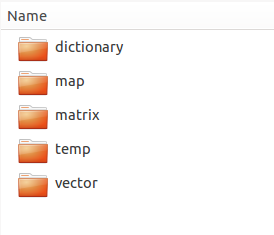 Name
dictionary
map
matrix
temp
vector